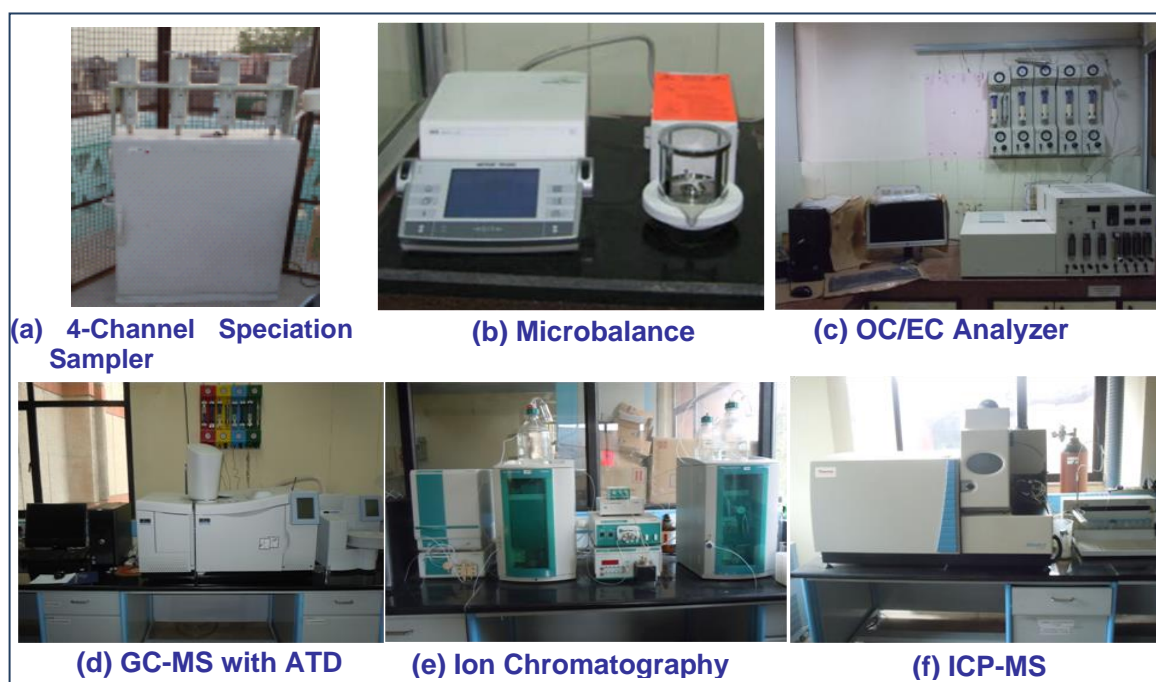 (a) 4-Channel Speciation
Sampler
(b) Microbalance
(c) OC/EC Analyzer
(d) GC-MS with ATD
(e) Ion Chromatography
(f) ICP-MS